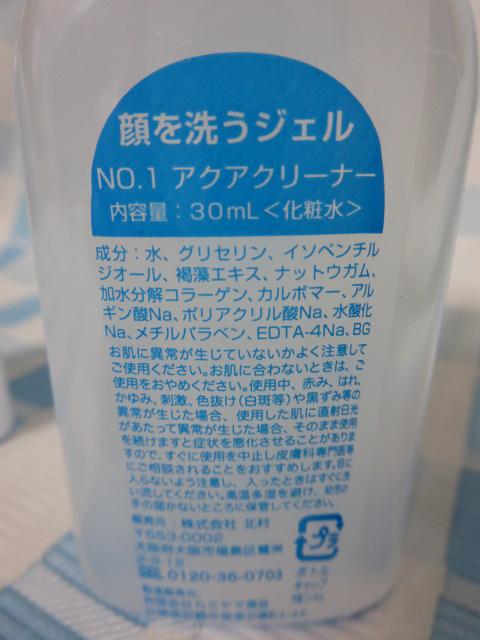 顔を洗うジェル
NO.1 アクアクリーナー
内容量：30mL＜化粧水＞
成分：水、グリセリン、イソペンチル
ジオール、褐藻エキス、ナットウガム、
加水分解コラーゲン、カルボマー、アル
ギン酸Na、ポリアクリル酸Na、水酸化
Na、メチルパラベン、EDTA-4Na、BG
お肌に異常が生じていないかよく注意して
ご使用ください。お肌に合わないときは、ご
使用をおやめください。使用中、赤み、はれ、
かゆみ、刺激、色抜け（白斑等）や黒ずみ等の
異常が生じた場合、使用した肌に直射日光
があたって異常が生じた場合、そのまま使用
を続けますと症状を悪化させることがありま
すので、すぐに使用を中止し皮膚科専門医等
にご相談されることをおすすめします。目に
入らないよう注意し、入ったときはすぐに洗
い流してください。高温多湿を避け、幼児の
手の届かないところに保管してください。
発売元：株式会社 北村
〒553-0002
大阪府大阪市福島区鷺洲
2-9-12
0120-36-0703
プラ
ボトル
キャップ